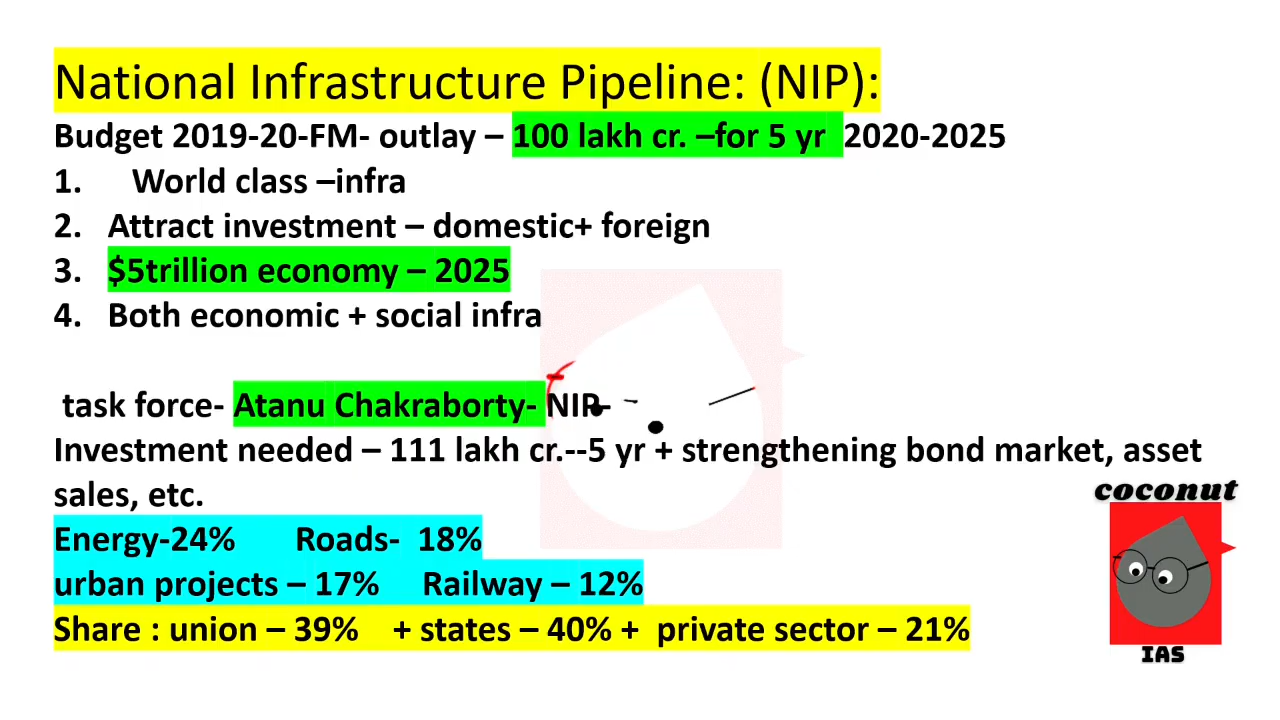 National Infrastructure Pipeline: (NIP):
Budget 2019-20-FM- outlay – 100 lakh cr. –for 5 yr 2020-2025
1. World class –infra
2. Attract investment – domestic+ foreign
3. $5trillion economy – 2025
4. Both economic + social infra
task force- Atanu Chakraborty- NIP-
Investment needed – 111 lakh cr.--5 yr + strengthening bond market, asset
sales, etc.
Energy-24% Roads- 18%
urban projects – 17% Railway – 12%
Share : union – 39% + states – 40% + private sector – 21%
coconut
IAS